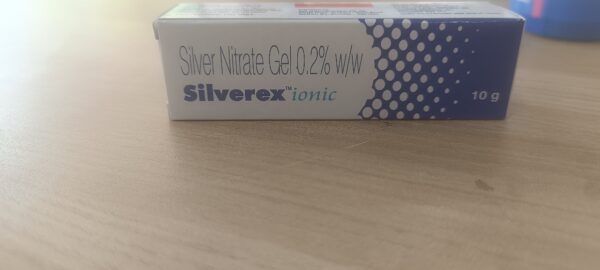 Silver Nitrate Gel 0.2% w/w
Silverex™ ionic
10 g